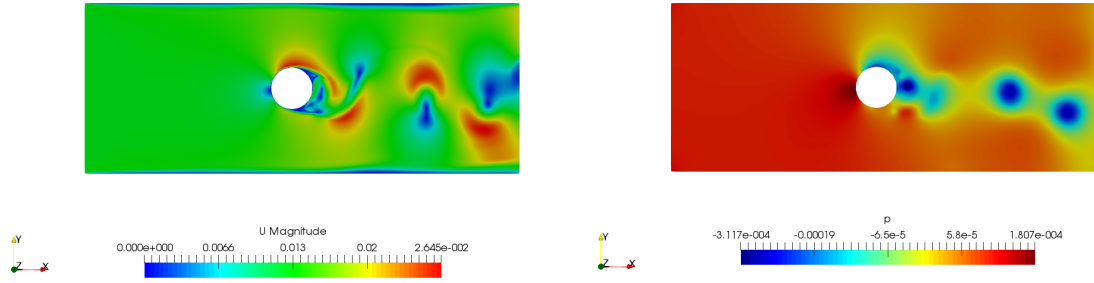 U Magnitude
0.000e+000 0.0066 0.013 0.02 2.645e-002
Y
Z X
p
-3.117e-004 -0.00019 -6.5e-5 5.8e-5 1.807e-004
Y
Z X